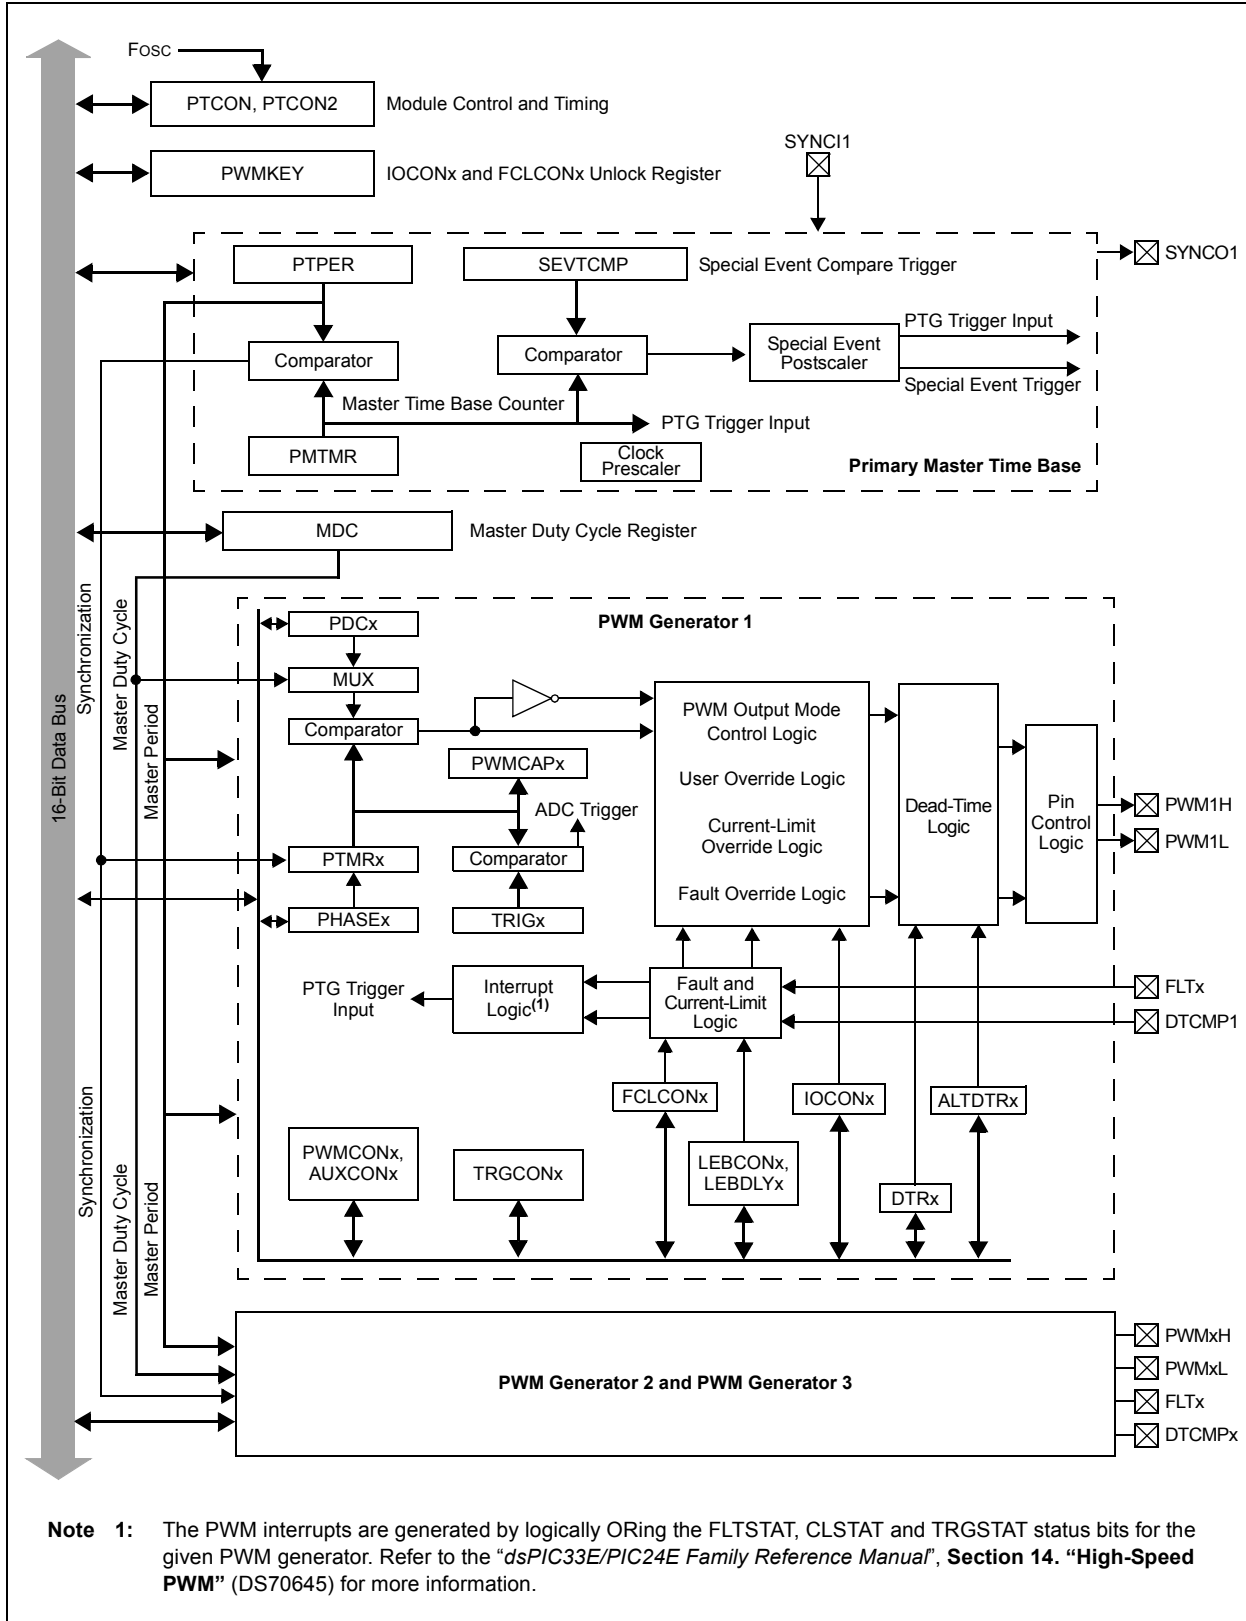 FOSC
PTCON, PTCON2
Module Control and Timing
SYNCI1
PWMKEY
IOCONx and FCLCONx Unlock Register
SYNCO1
PTPER
SEVTCMP
Special Event Compare Trigger
PTG Trigger Input
Comparator
Comparator
Special Event
Postscaler
Special Event Trigger
Master Time Base Counter
PTG Trigger Input
PMTMR
Clock
Prescaler
Primary Master Time Base
MDC
Master Duty Cycle Register
16-Bit Data Bus
Synchronization
Master Duty Cycle
Master Period
PWM Generator 1
PDCx
MUX
Comparator
PWM Output Mode
Control Logic
User Override Logic
Current-Limit
Override Logic
Fault Override Logic
PWMCAPx
ADC Trigger
Dead-Time
Logic
Pin
Control
Logic
PWM1H
PWM1L
PTMRx
Comparator
PHASEx
TRIGx
PTG Trigger
Input
Interrupt
Logic(1)
Fault and
Current-Limit
Logic
FLTx
DTCMP1
FCLCONx
IOCONx
ALTDTRx
PWMCONx,
AUXCONx
TRGCONx
LEBCONx,
LEBDLYx
DTRx
Synchronization
Master Duty Cycle
Master Period
PWM Generator 2 and PWM Generator 3
PWMxH
PWMxL
FLTx
DTCMPx
Note 1: The PWM interrupts are generated by logically ORing the FLTSTAT, CLSTAT and TRGSTAT status bits for the
given PWM generator. Refer to the “dsPIC33E/PIC24E Family Reference Manual”, Section 14. “High-Speed
PWM” (DS70645) for more information.